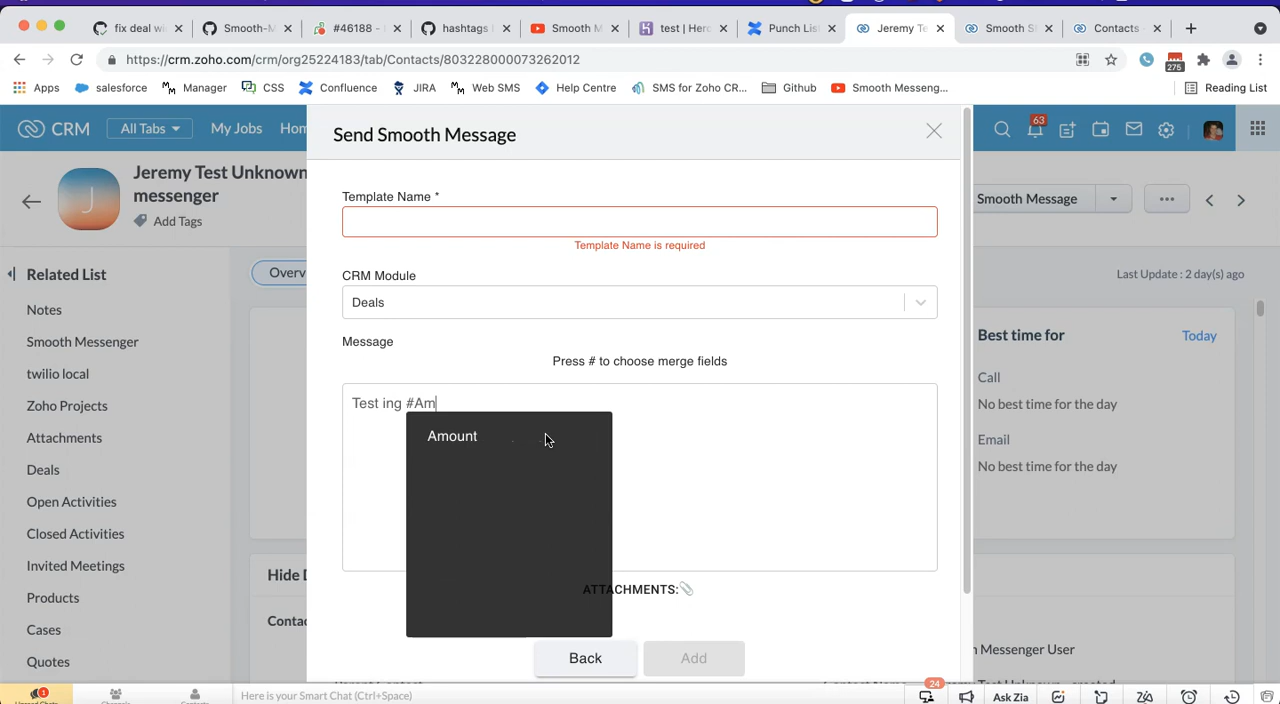 fix deal wi
Smooth-M
#46188 -
hashtags
Smooth M
test | Hero
Punch List
Jeremy Te
Smooth S
Contacts -
https://crm.zoho.com/crm/org25224183/tab/Contacts/803228000073262012
275
Apps
salesforce
Manager
CSS
Confluence
JIRA
Web SMS
Help Centre
SMS for Zoho CR...
Github
Smooth Messeng...
Reading List
CRM
All Tabs
My Jobs
Hom
63
Send Smooth Message
Jeremy Test Unknown
messenger
Add Tags
Smooth Message
Template Name *
Template Name is required
CRM Module
Deals
Message
Press # to choose merge fields
Test ing #Am
Amount
ATTACHMENTS:
Back
Add
Related List
Notes
Smooth Messenger
twilio local
Zoho Projects
Attachments
Deals
Open Activities
Closed Activities
Invited Meetings
Products
Cases
Quotes
Overv
Last Update : 2 day(s) ago
Hide D
Contac
Best time for
Today
Call
No best time for the day
Email
No best time for the day
n Messenger User
1
Here is your Smart Chat (Ctrl+Space)
24
Ask Zia